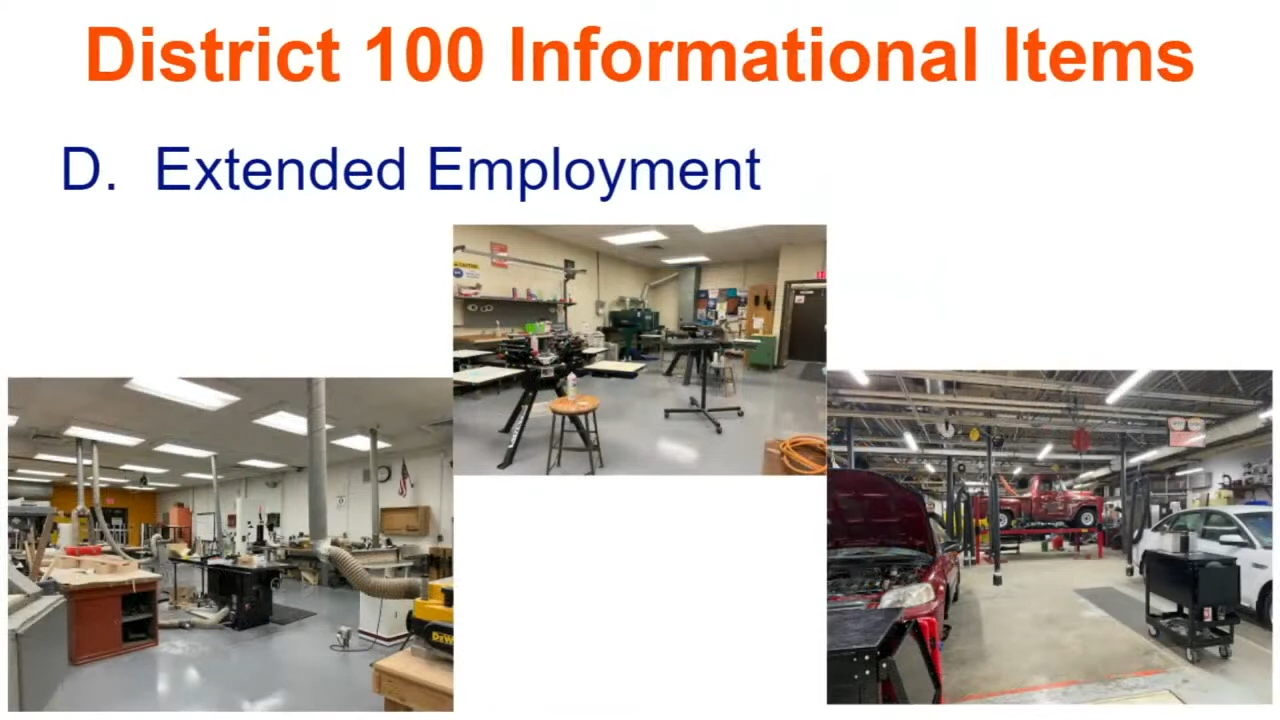 District 100 Informational Items
D. Extended Employment